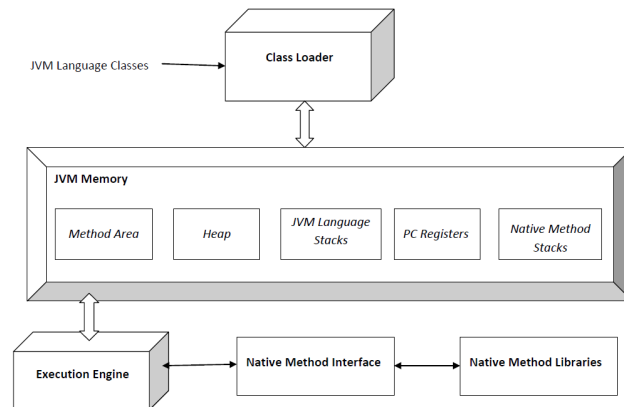 Class Loader
JVM Language Classes
JVM Memory
Method Area
Heap
JVM Language
Stacks
PC Registers
Native Method
Stacks
Execution Engine
Native Method Interface
Native Method Libraries